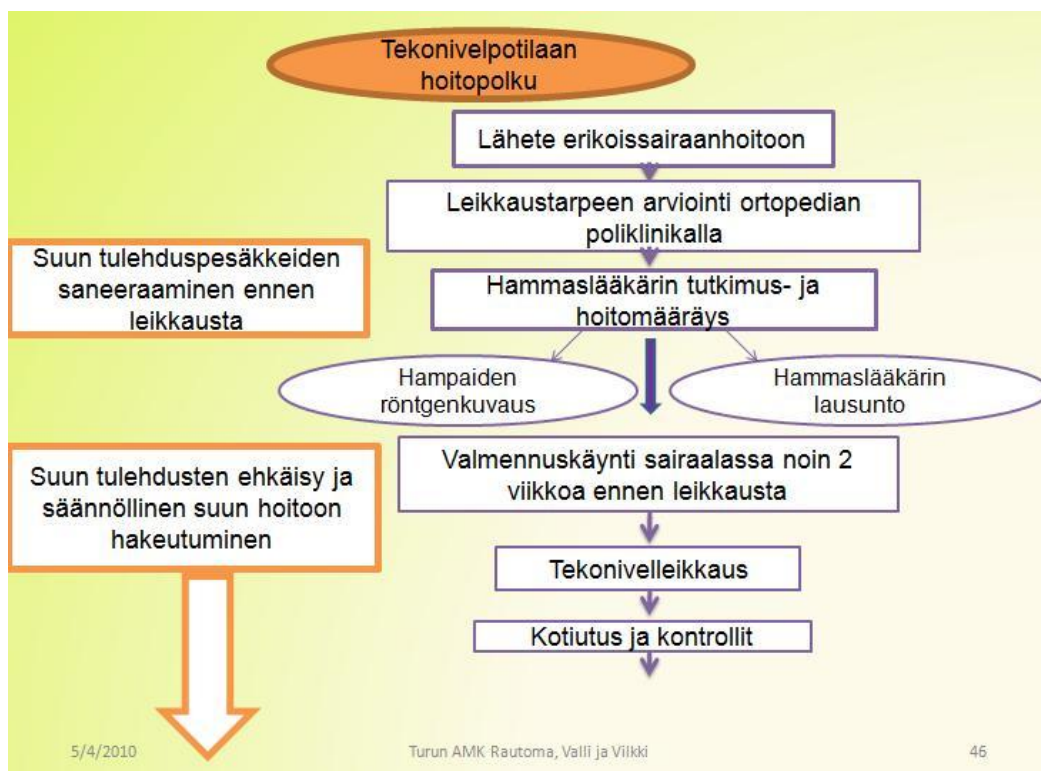 Tekonivelpotilaan
hoitopolku
Lähete erikoissairaanhoitoon
Leikkaustarpeen arviointi ortopedian
poliklinikalla
Suun tulehduspesäkkeiden
saneeraaminen ennen
leikkausta
Hammaslääkärin tutkimus- ja
hoitomääräys
Hampaiden
röntgenkuvaus
Hammaslääkärin
lausunto
Suun tulehdusten ehkäisy ja
säännöllinen suun hoitoon
hakeutuminen
Valmennuskäynti sairaalassa noin 2
viikkoa ennen leikkausta
Tekonivelleikkaus
Kotiutus ja kontrollit
5/4/2010
Turun AMK Rautoma, Valli ja Vilkki
46